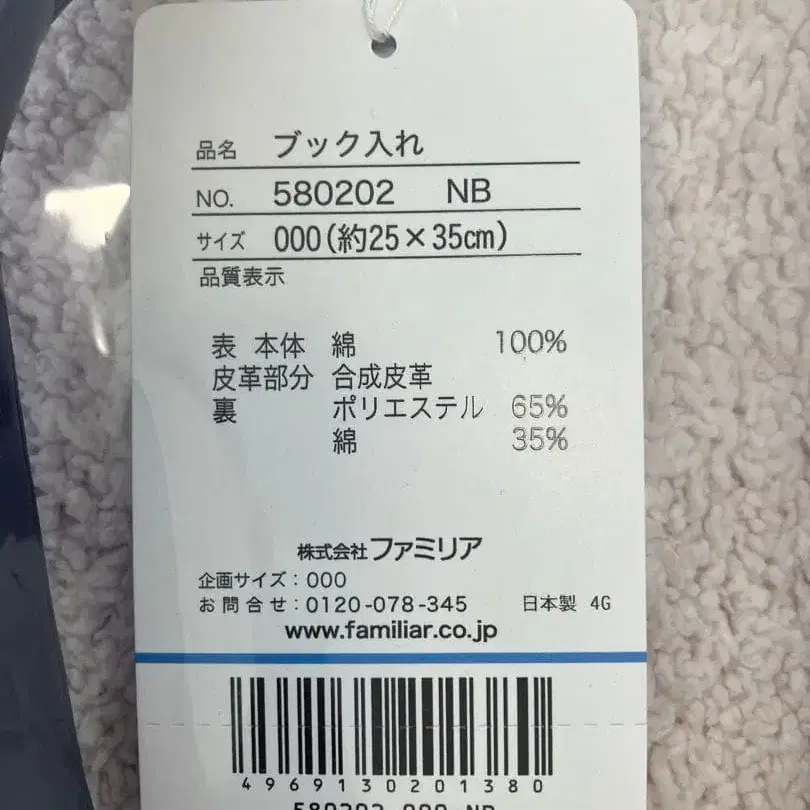 品名 ブック入れ
NO. 580202 NB
サイズ 000(約25×35cm)
品質表示
表 本体 綿 100%
皮革部分 合成皮革
裏 ポリエステル 65%
綿 35%
株式会社ファミリア
企画サイズ:000
お問合せ:0120-078-345 日本製 4G
www.familiar.co.jp
4969130201380
580202 000 NB